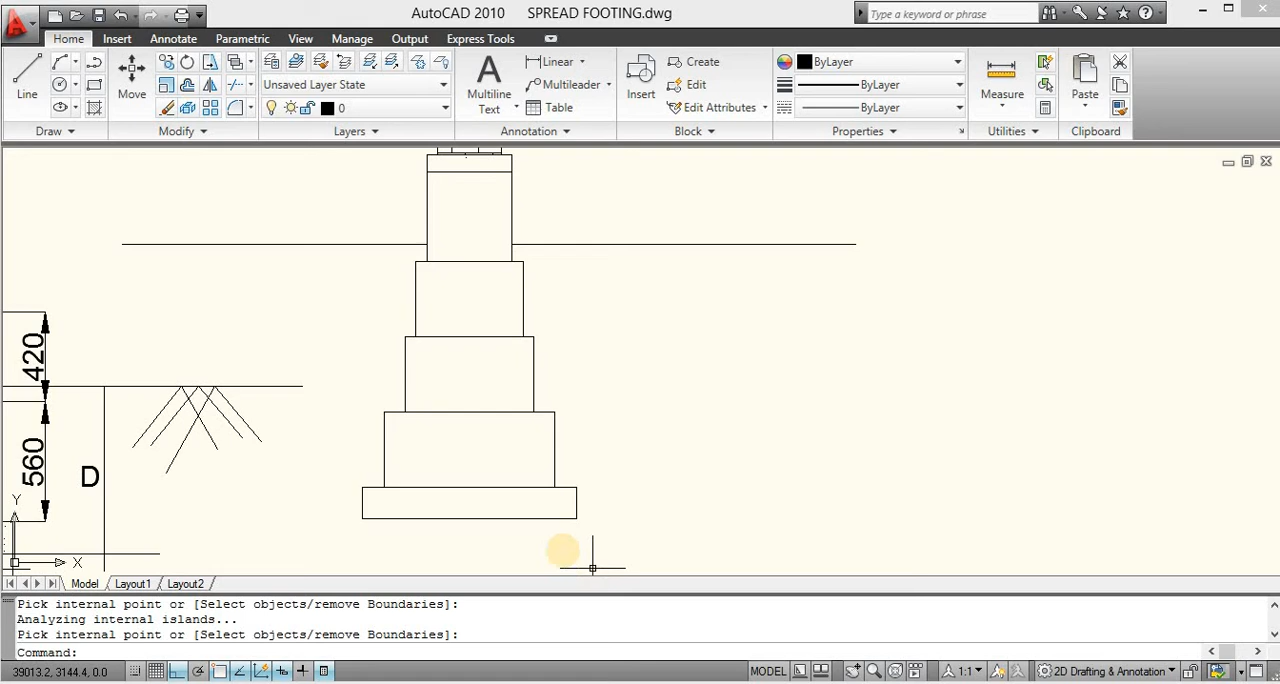 AutoCAD 2010 SPREAD FOOTING.dwg
Type a keyword or phrase
Home Insert Annotate Parametric View Manage Output Express Tools
Line
Move
Unsaved Layer State
0
Multiline
Text
Linear
Multileader
Table
Insert
Create
Edit
Edit Attributes
ByLayer
ByLayer
ByLayer
Measure
Paste
Draw Modify Layers Annotation Block Properties Utilities Clipboard
420
560
D
Y
X
Model Layout1 Layout2
Pick internal point or [Select objects/remove Boundaries]:
Analyzing internal islands...
Pick internal point or [Select objects/remove Boundaries]:
Command:
39013.2, 3144.4, 0.0 MODEL 1:1 2D Drafting & Annotation